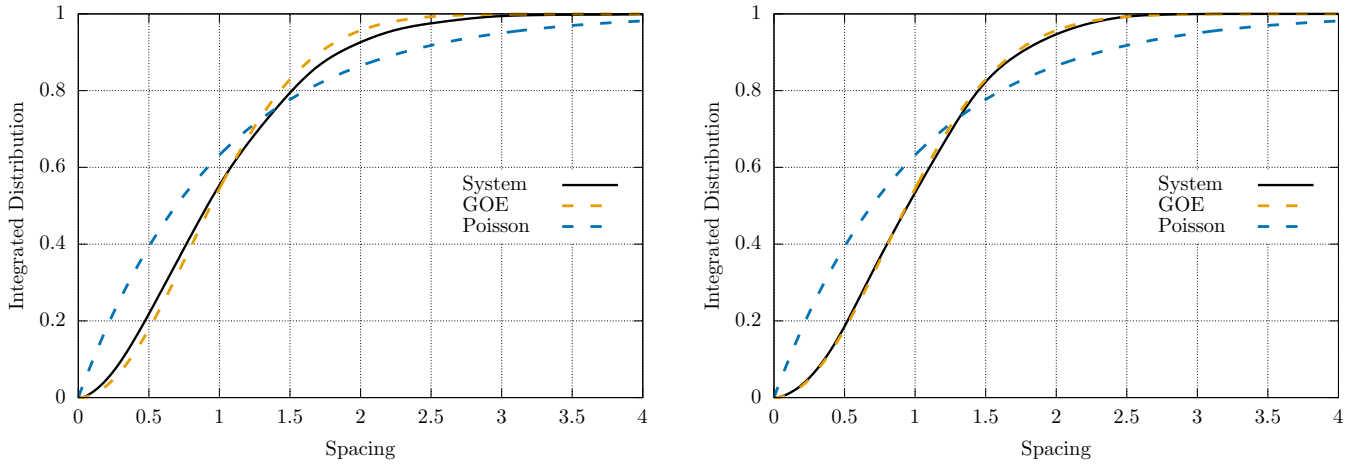 1
0.8
0.6
0.4
0.2
0
Integrated Distribution
System
GOE
Poisson
0 0.5 1 1.5 2 2.5 3 3.5 4
Spacing
1
0.8
0.6
0.4
0.2
0
Integrated Distribution
System
GOE
Poisson
0 0.5 1 1.5 2 2.5 3 3.5 4
Spacing